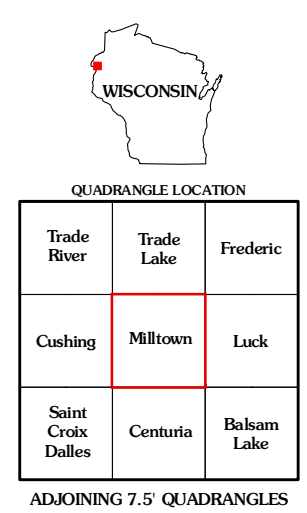 WISCONSIN
QUADRANGLE LOCATION
Trade
River
Trade
Lake
Frederic
Cushing
Milltown
Luck
Saint
Croix
Dalles
Centuria
Balsam
Lake
ADJOINING 7.5' QUADRANGLES